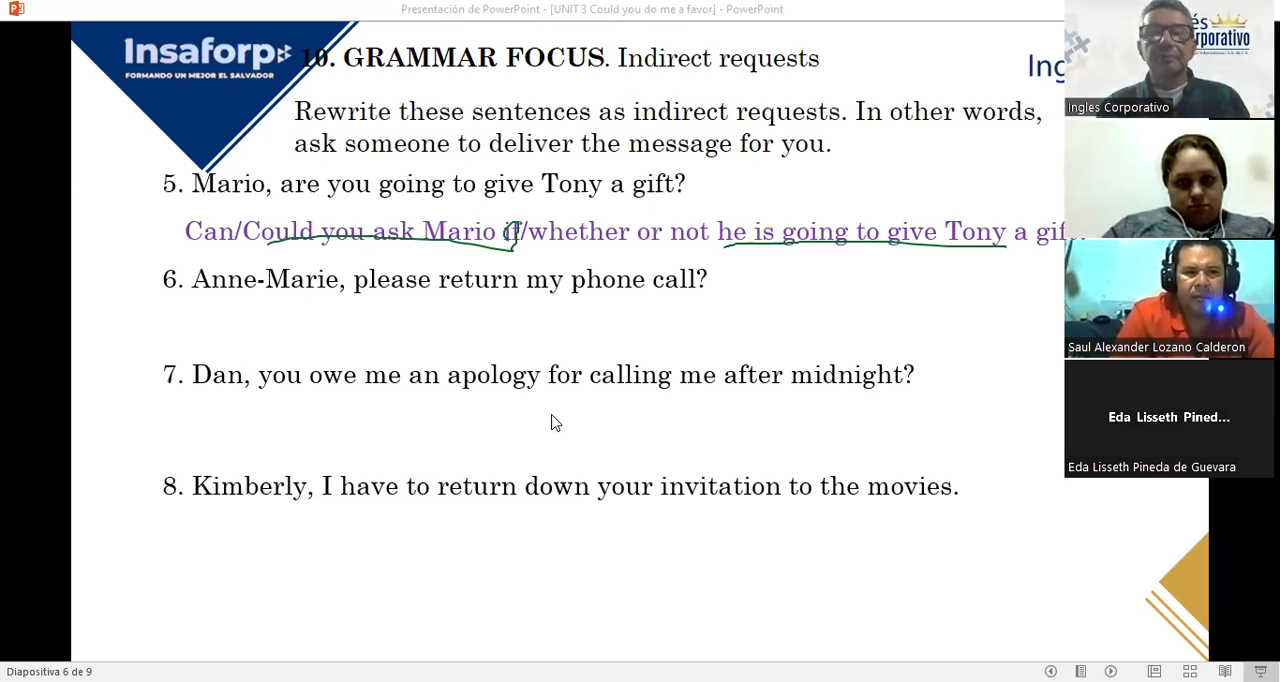 Presentación de PowerPoint - [UNIT 3 Could you do me a favor] - PowerPoint
Insaforp
FORMANDO UN MEJOR EL SALVADOR
10. GRAMMAR FOCUS. Indirect requests
Ing
Rewrite these sentences as indirect requests. In other words,
ask someone to deliver the message for you.
5. Mario, are you going to give Tony a gift?
Can/Could you ask Mario if/whether or not he is going to give Tony a gif
6. Anne-Marie, please return my phone call?
7. Dan, you owe me an apology for calling me after midnight?
8. Kimberly, I have to return down your invitation to the movies.
és
rporativo
Ingles Corporativo
Saul Alexander Lozano Calderon
Eda Lisseth Pined...
Eda Lisseth Pineda de Guevara
Diapositiva 6 de 9